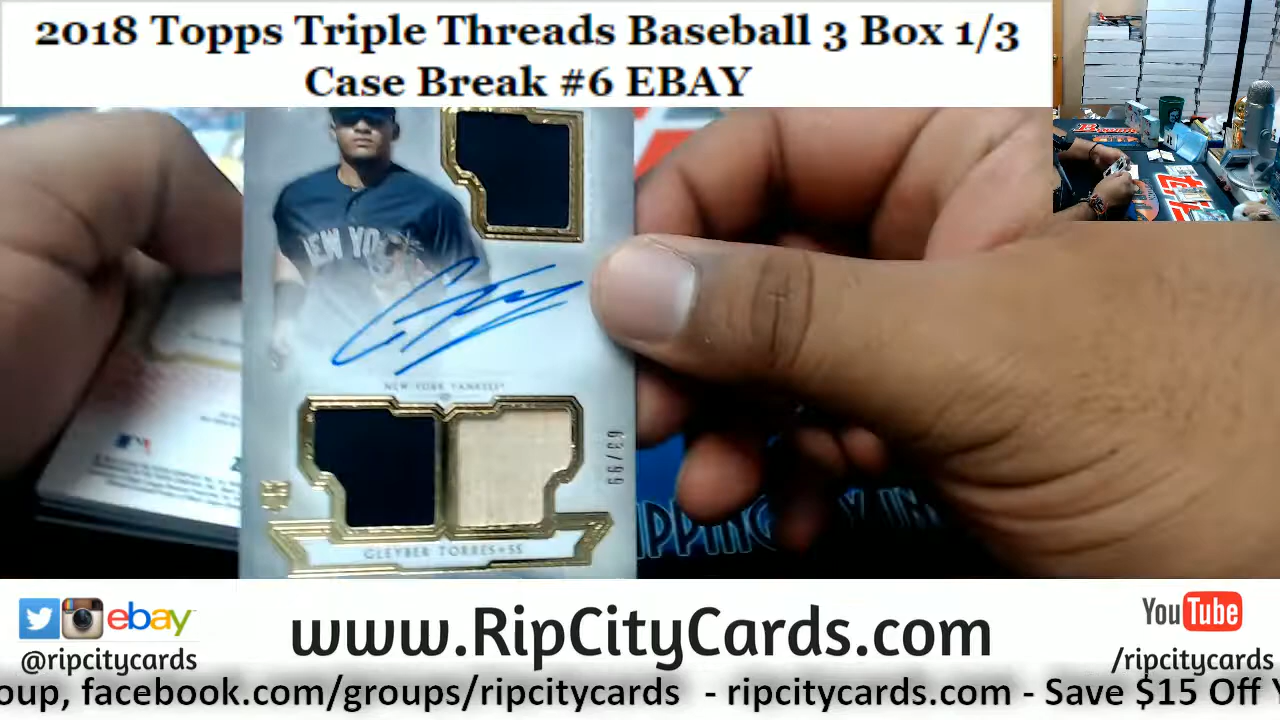 2018 Topps Triple Threads Baseball 3 Box 1/3
Case Break #6 EBAY
NEW YO
NEW YORK YANKEES
63/99
GLEYBER TORRES • SS
ebay
@ripcitycards
www.RipCityCards.com
YouTube
/ripcitycards
oup, facebook.com/groups/ripcitycards - ripcitycards.com - Save $15 Off Y